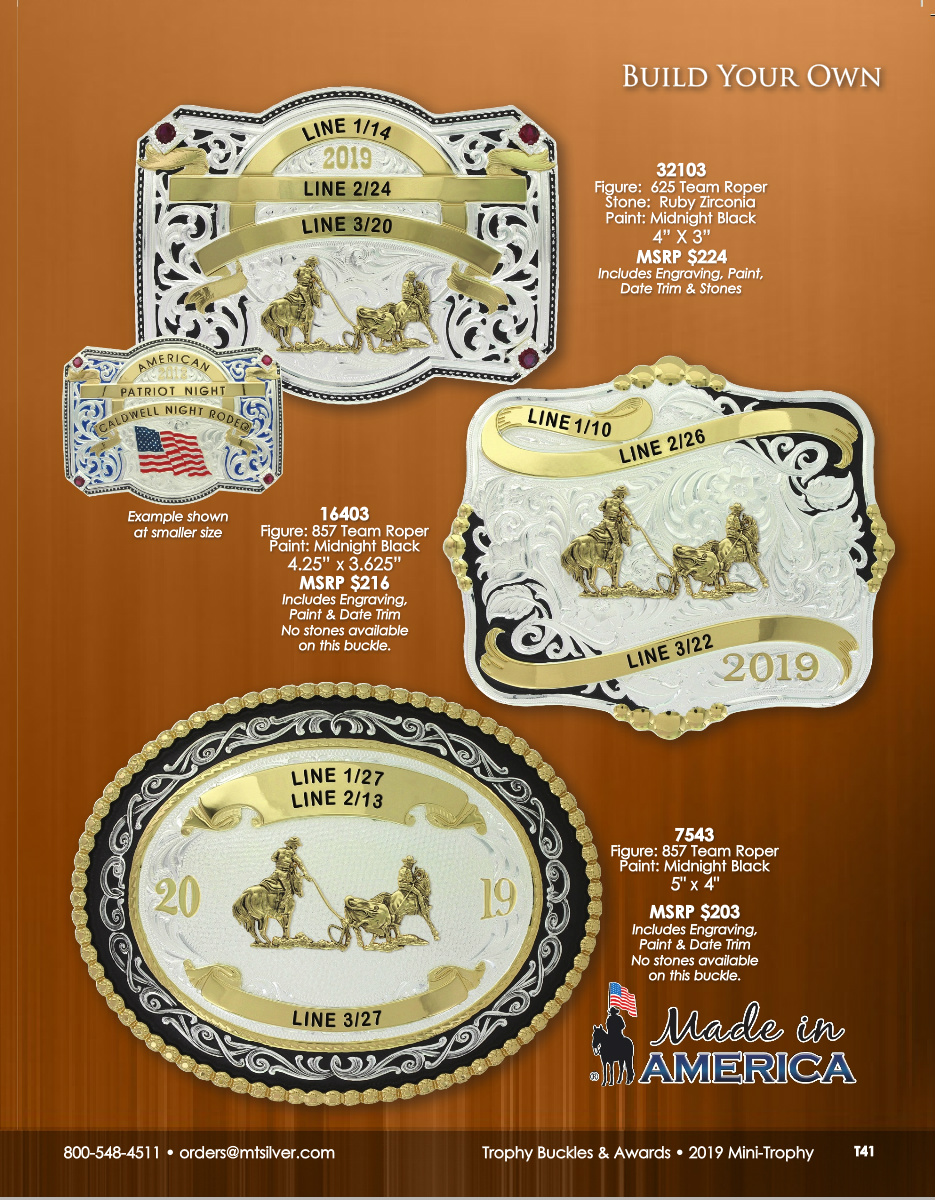 BUILD YOUR OWN
LINE 1/14
2019
LINE 2/24
LINE 3/20
32103
Figure: 625 Team Roper
Stone: Ruby Zirconia
Paint: Midnight Black
4” X 3”
MSRP $224
Includes Engraving, Paint,
Date Trim & Stones
AMERICAN
PATRIOT NIGHT
CALDWELL NIGHT RODEO
Example shown
at smaller size
LINE 1/10
LINE 2/26
LINE 3/22
2019
16403
Figure: 857 Team Roper
Paint: Midnight Black
4.25” x 3.625”
MSRP $216
Includes Engraving,
Paint & Date Trim
No stones available
on this buckle.
LINE 1/27
LINE 2/13
20 19
LINE 3/27
7543
Figure: 857 Team Roper
Paint: Midnight Black
5" x 4"
MSRP $203
Includes Engraving,
Paint & Date Trim
No stones available
on this buckle.
Made in
AMERICA
®
800-548-4511 • orders@mtsilver.com
Trophy Buckles & Awards • 2019 Mini-Trophy T41